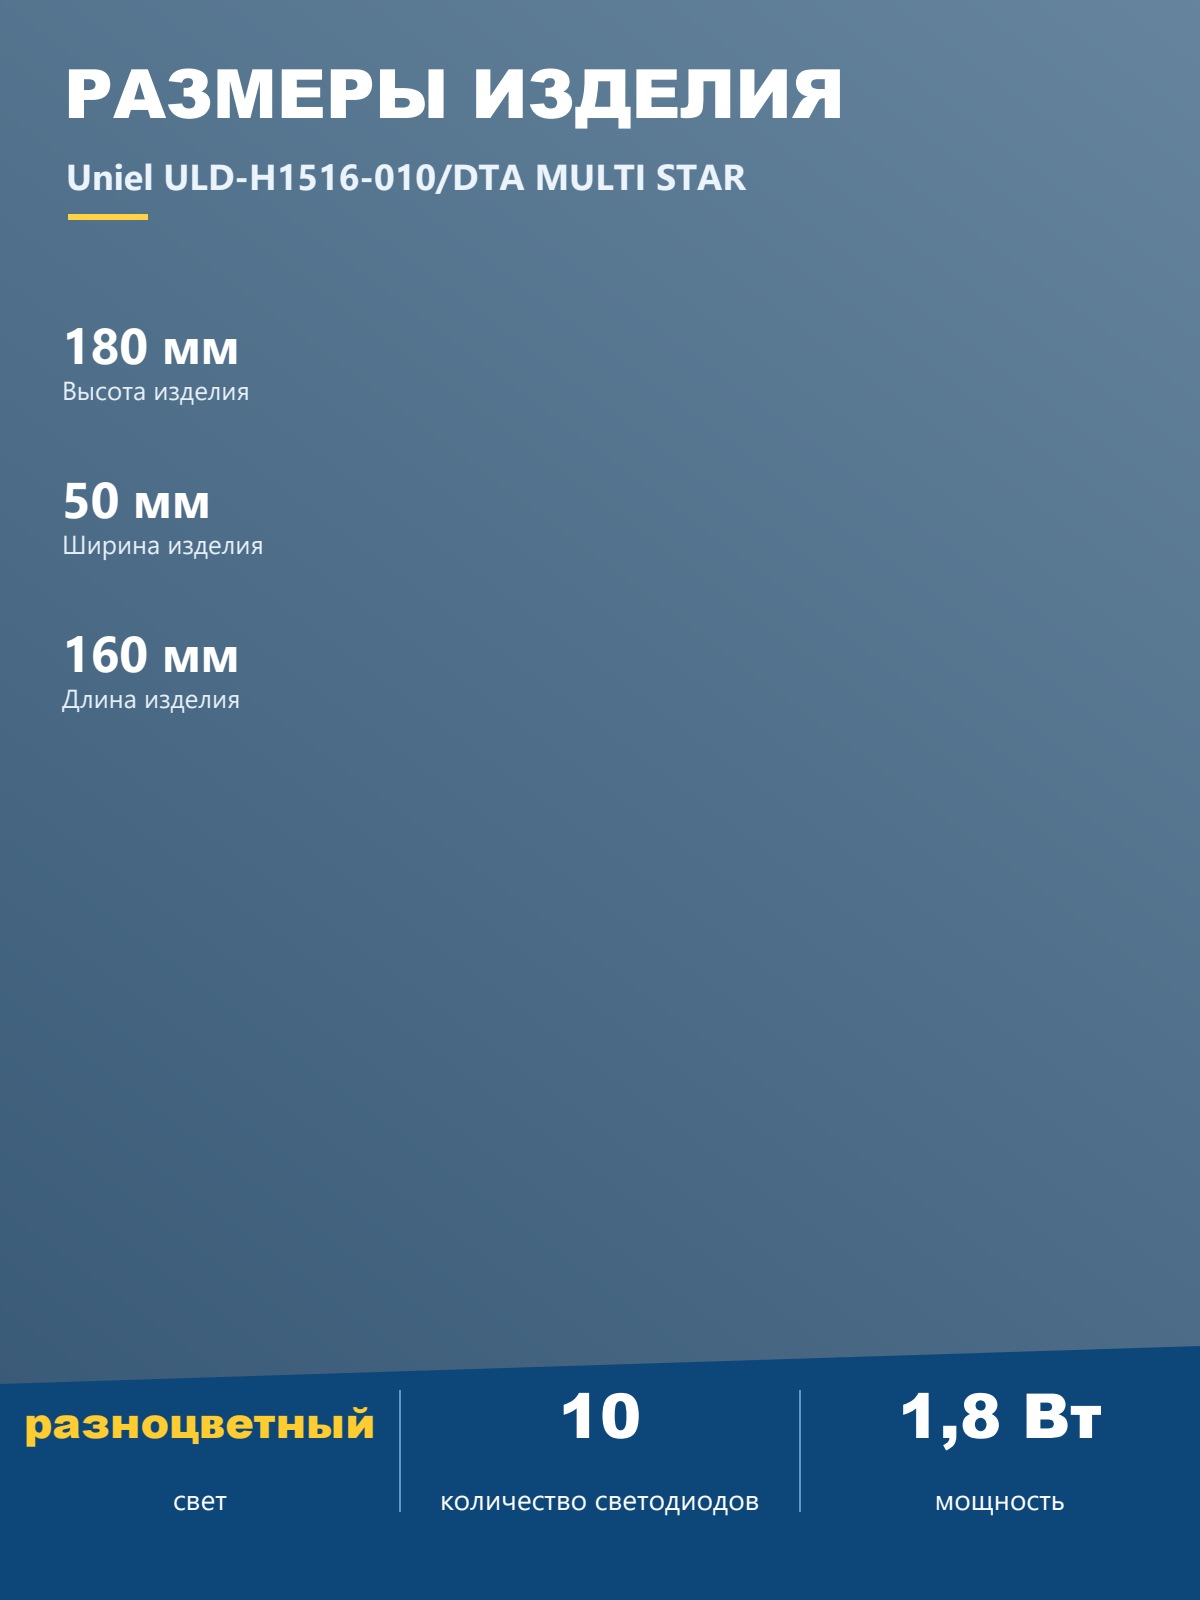 РАЗМЕРЫ ИЗДЕЛИЯ
Uniel ULD-H1516-010/DTA MULTI STAR
180 мм
Высота изделия
50 мм
Ширина изделия
160 мм
Длина изделия
разноцветный
свет
10
количество светодиодов
1,8 Вт
мощность